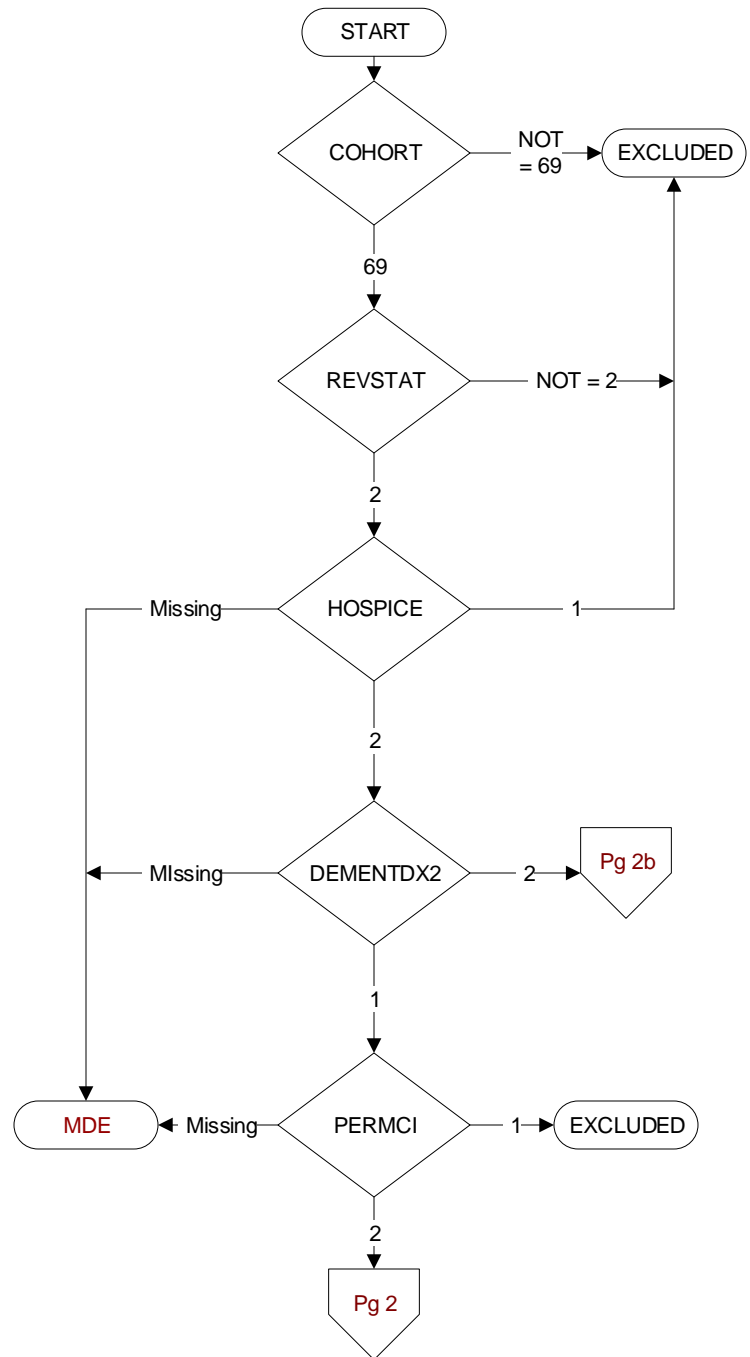 START
COHORT
NOT
= 69
EXCLUDED
69
REVSTAT
NOT = 2
2
Missing
HOSPICE
1
2
MIssing
DEMENTDX2
2
Pg 2b
1
MDE
Missing
PERMCI
1
EXCLUDED
2
Pg 2